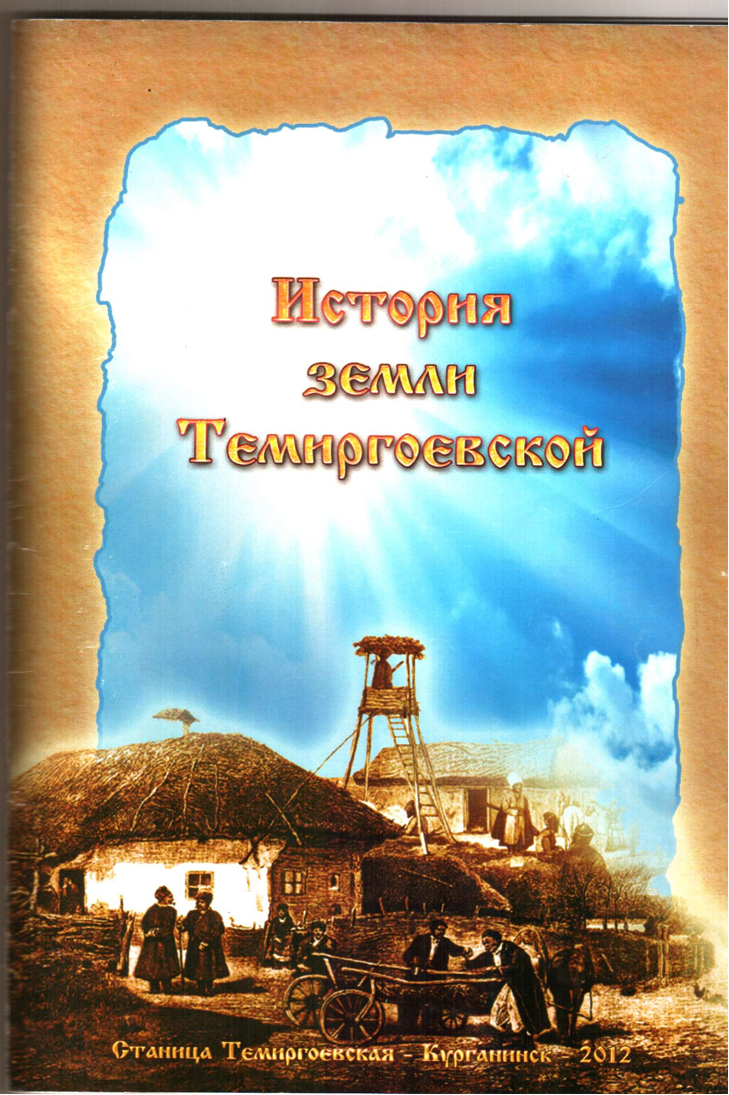 История
земли
Темиргоевской
Станица Темиргоевская - Курганинск - 2012